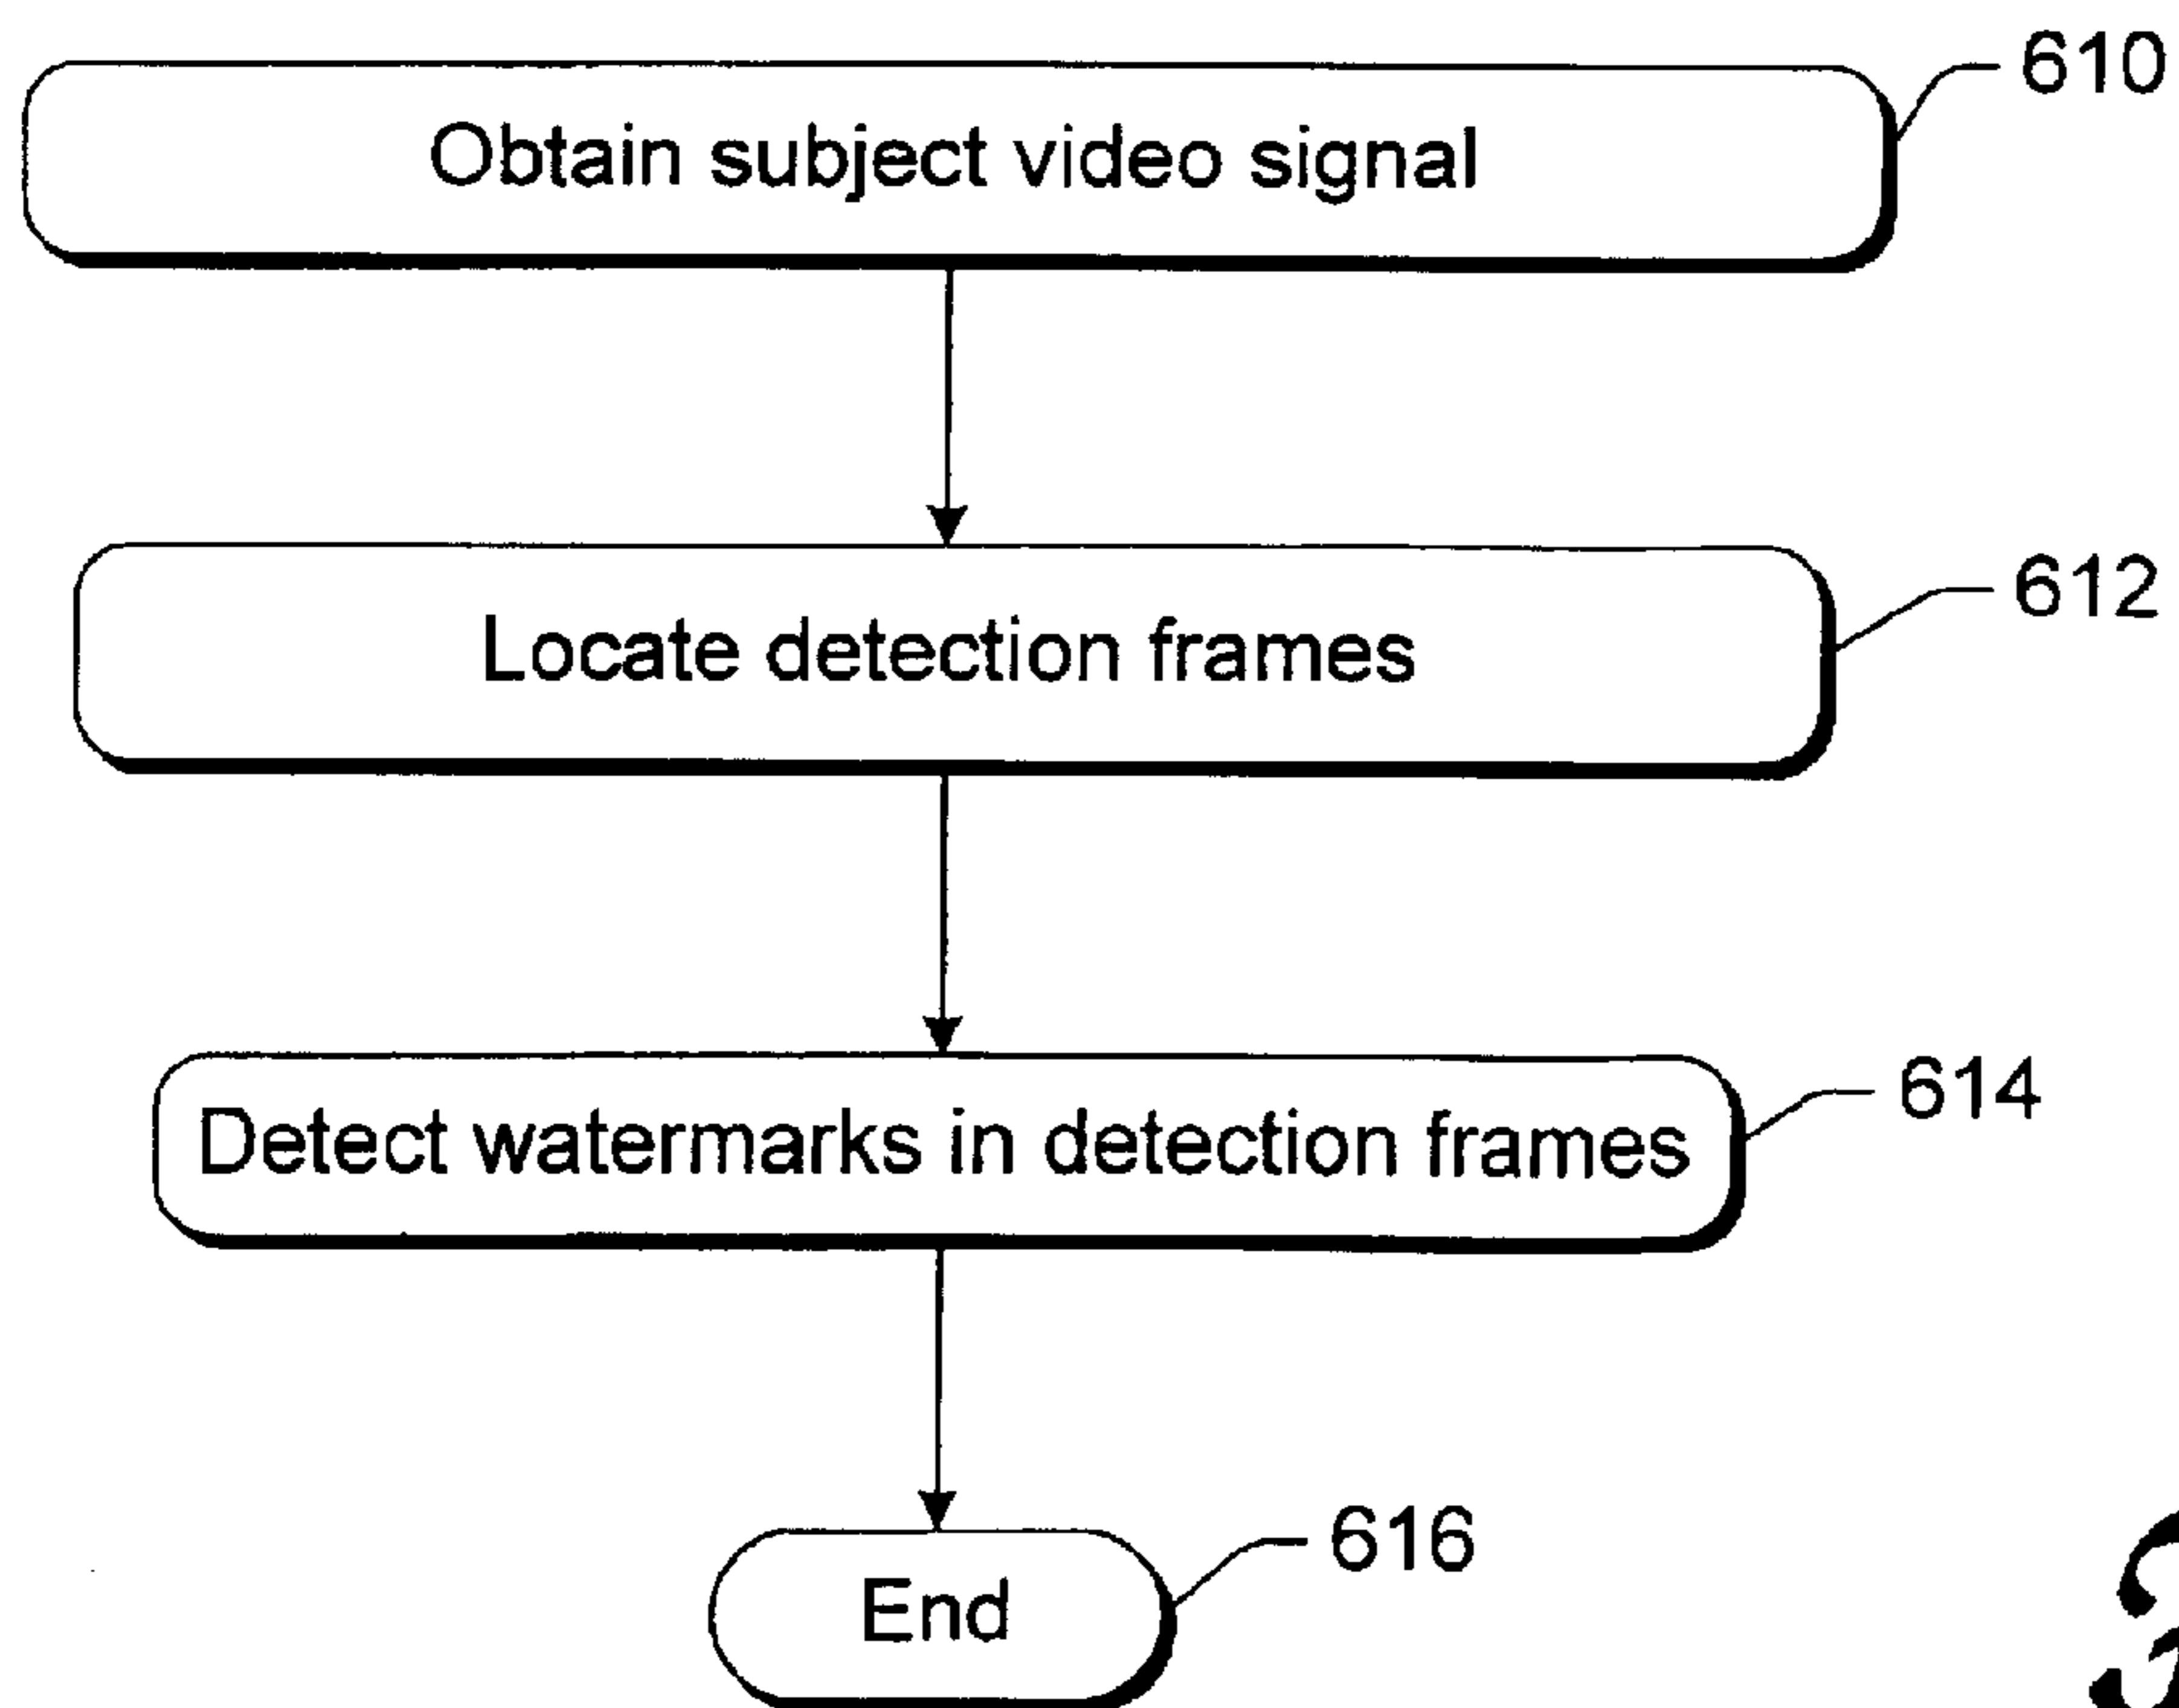 610
Obtain subject video signal
612
Locate detection frames
614
Detect watermarks in detection frames
616
End